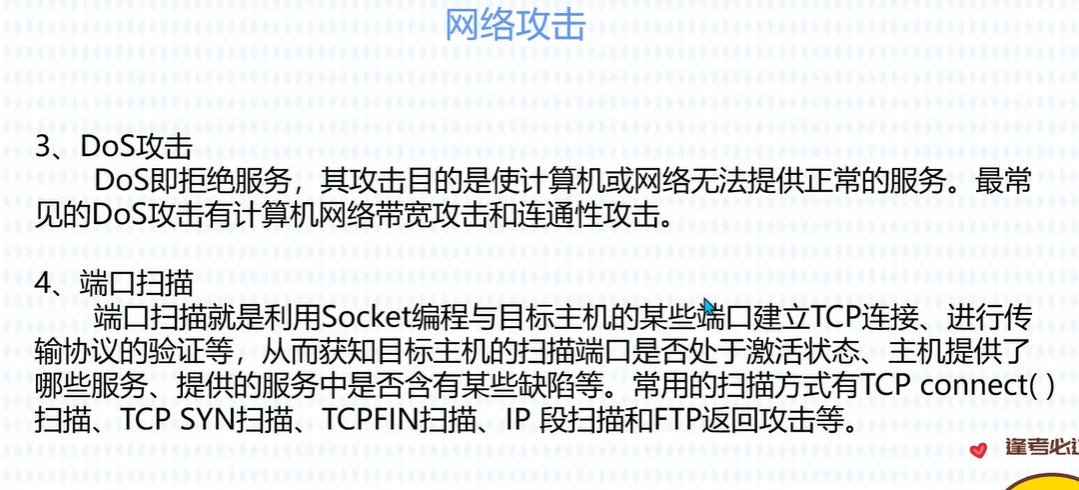 网络攻击
3、DoS攻击
DoS即拒绝服务，其攻击目的是使计算机或网络无法提供正常的服务。最常
见的DoS攻击有计算机网络带宽攻击和连通性攻击。
4、端口扫描
端口扫描就是利用Socket编程与目标主机的某些端口建立TCP连接、进行传
输协议的验证等，从而获知目标主机的扫描端口是否处于激活状态、主机提供了
哪些服务、提供的服务中是否含有某些缺陷等。常用的扫描方式有TCP connect()
扫描、TCP SYN扫描、TCPFIN扫描、IP 段扫描和FTP返回攻击等。
逢考必过